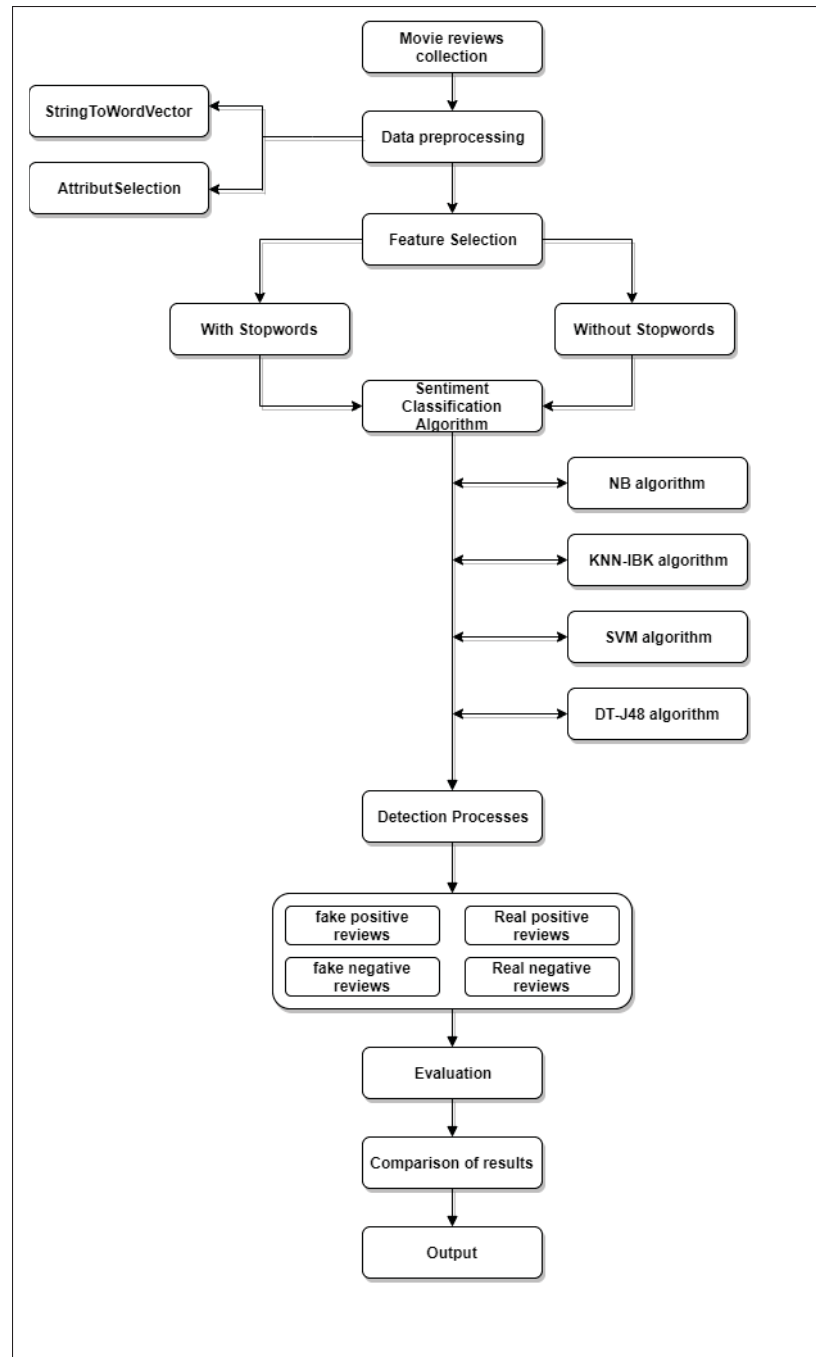 Movie reviews
collection
StringToWordVector
Data preprocessing
AttributSelection
Feature Selection
With Stopwords
Without Stopwords
Sentiment
Classification
Algorithm
NB algorithm
KNN-IBK algorithm
SVM algorithm
DT-J48 algorithm
Detection Processes
fake positive
reviews
Real positive
reviews
fake negative
reviews
Real negative
reviews
Evaluation
Comparison of results
Output